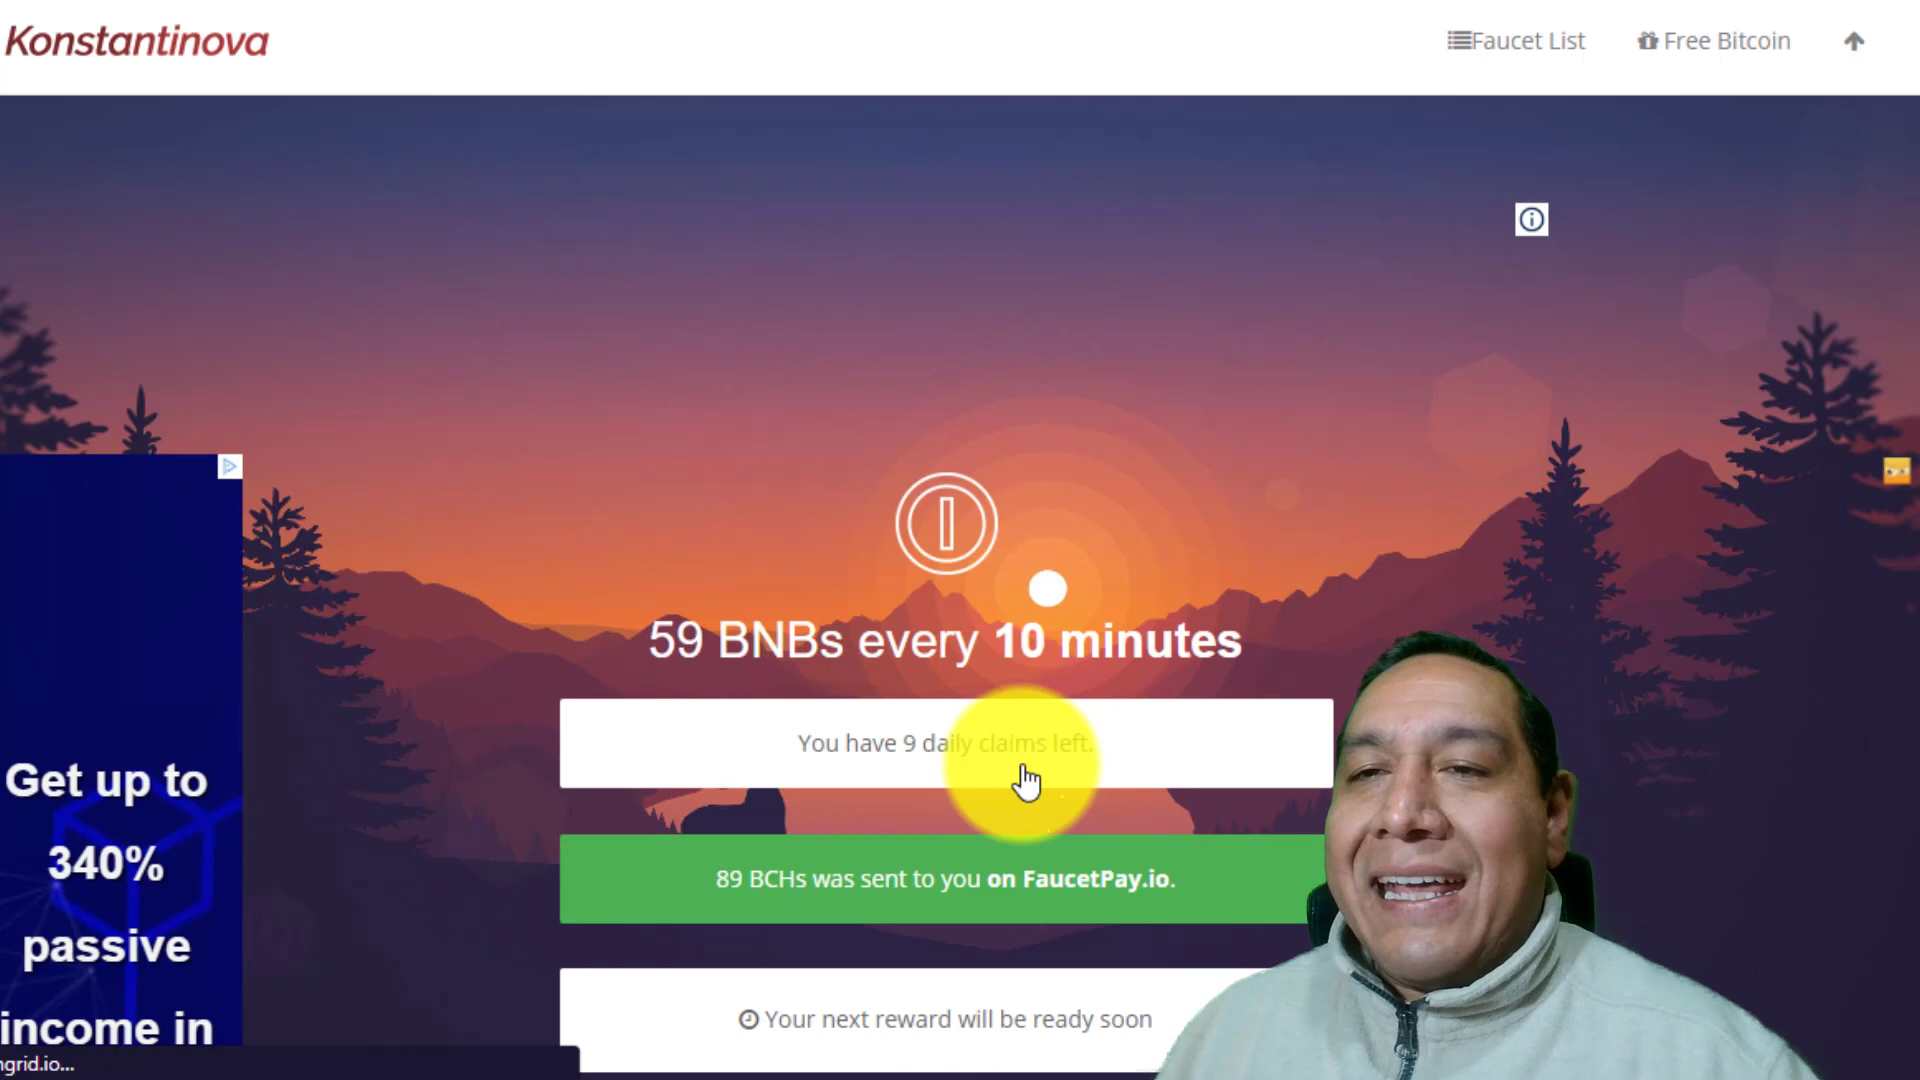 Konstantinova
Faucet List
Free Bitcoin
59 BNBs every 10 minutes
You have 9 daily claims left.
89 BCHs was sent to you on FaucetPay.io.
Your next reward will be ready soon
Get up to
340%
passive
income in
ngrid.io...